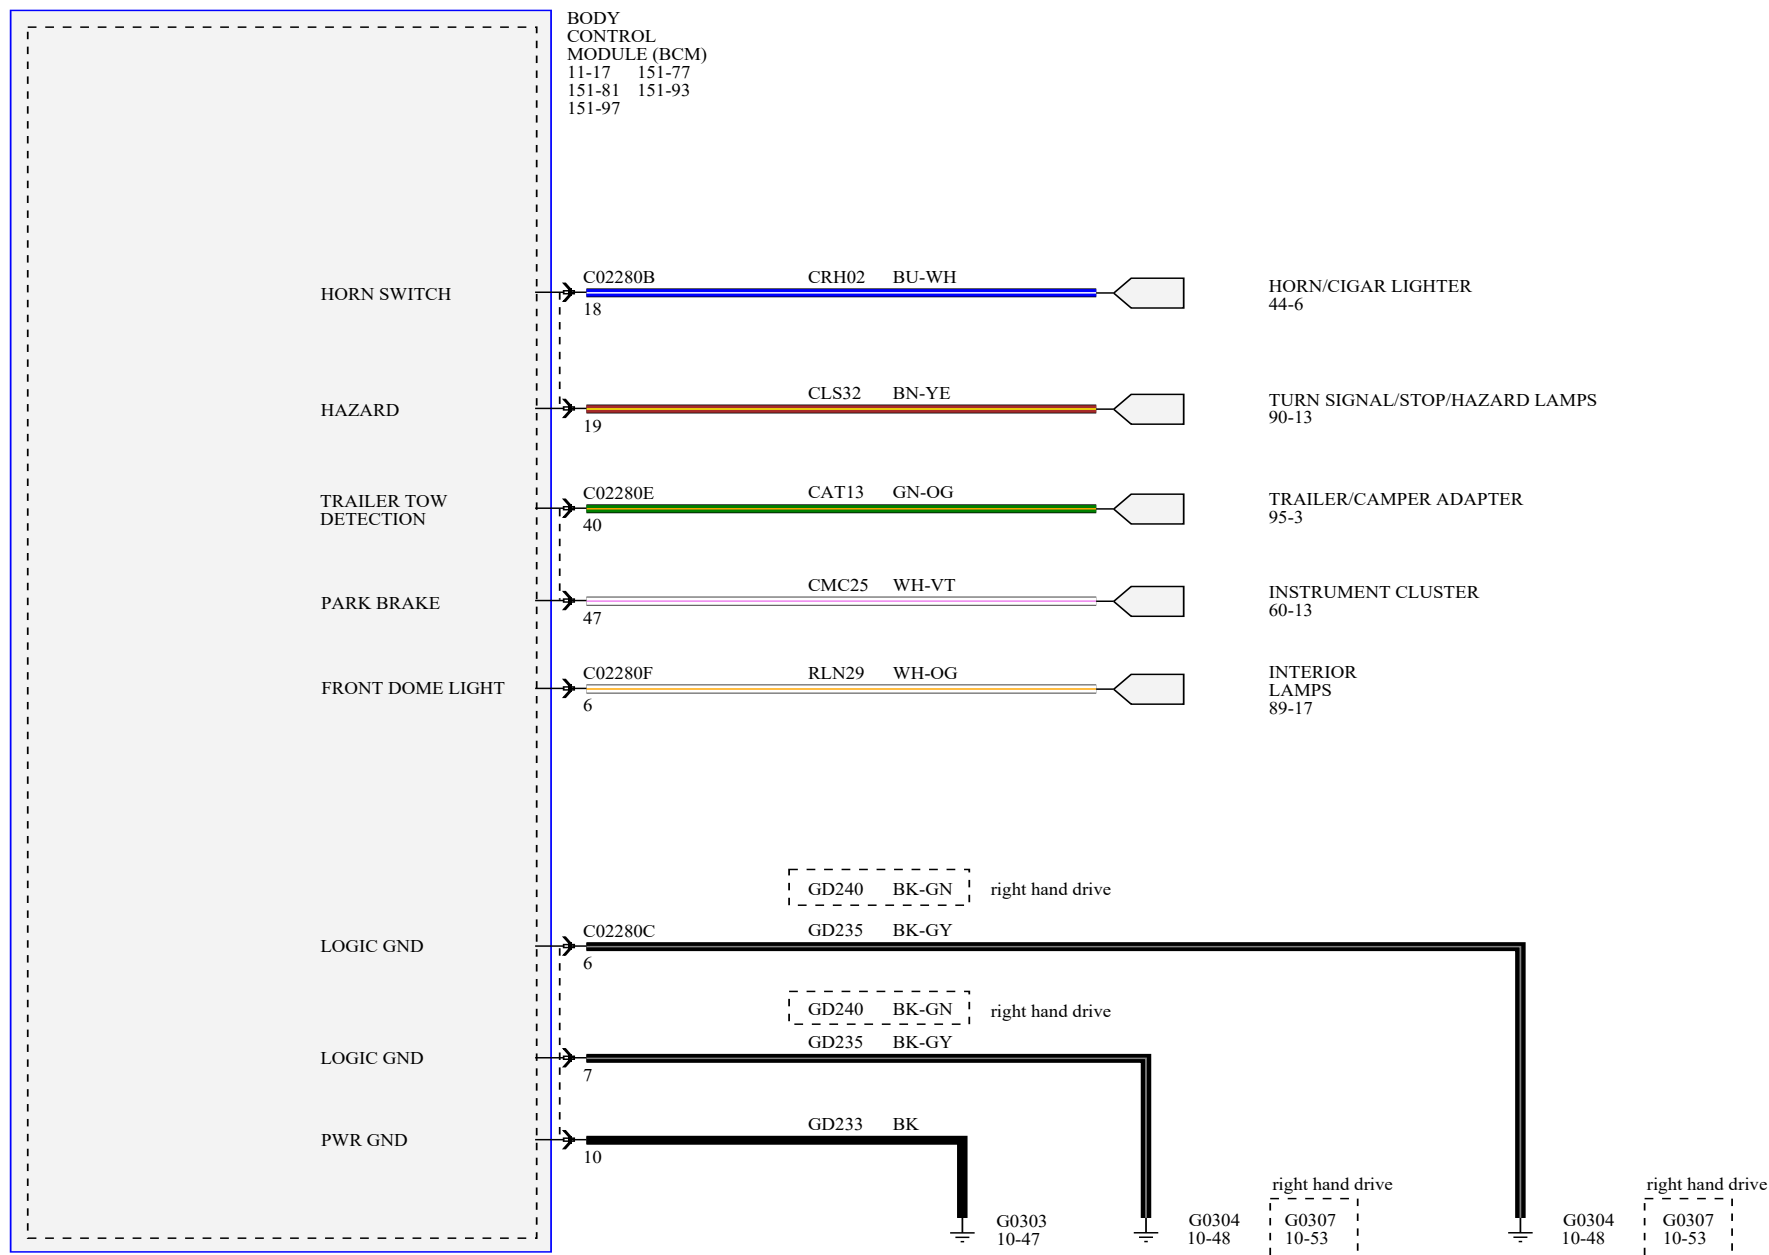 BODY
CONTROL
MODULE (BCM)
11-17 151-77
151-81 151-93
151-97
HORN SWITCH
C02280B
CRH02 BU-WH
18
HORN/CIGAR LIGHTER
44-6
HAZARD
CLS32 BN-YE
19
TURN SIGNAL/STOP/HAZARD LAMPS
90-13
TRAILER TOW
DETECTION
C02280E
CAT13 GN-OG
40
TRAILER/CAMPER ADAPTER
95-3
PARK BRAKE
CMC25 WH-VT
47
INSTRUMENT CLUSTER
60-13
FRONT DOME LIGHT
C02280F
RLN29 WH-OG
6
INTERIOR
LAMPS
89-17
GD240 BK-GN right hand drive
LOGIC GND
C02280C
GD235 BK-GY
6
GD240 BK-GN right hand drive
LOGIC GND
GD235 BK-GY
7
PWR GND
GD233 BK
10
G0303
10-47
G0304
10-48
right hand drive
G0307
10-53
G0304
10-48
right hand drive
G0307
10-53